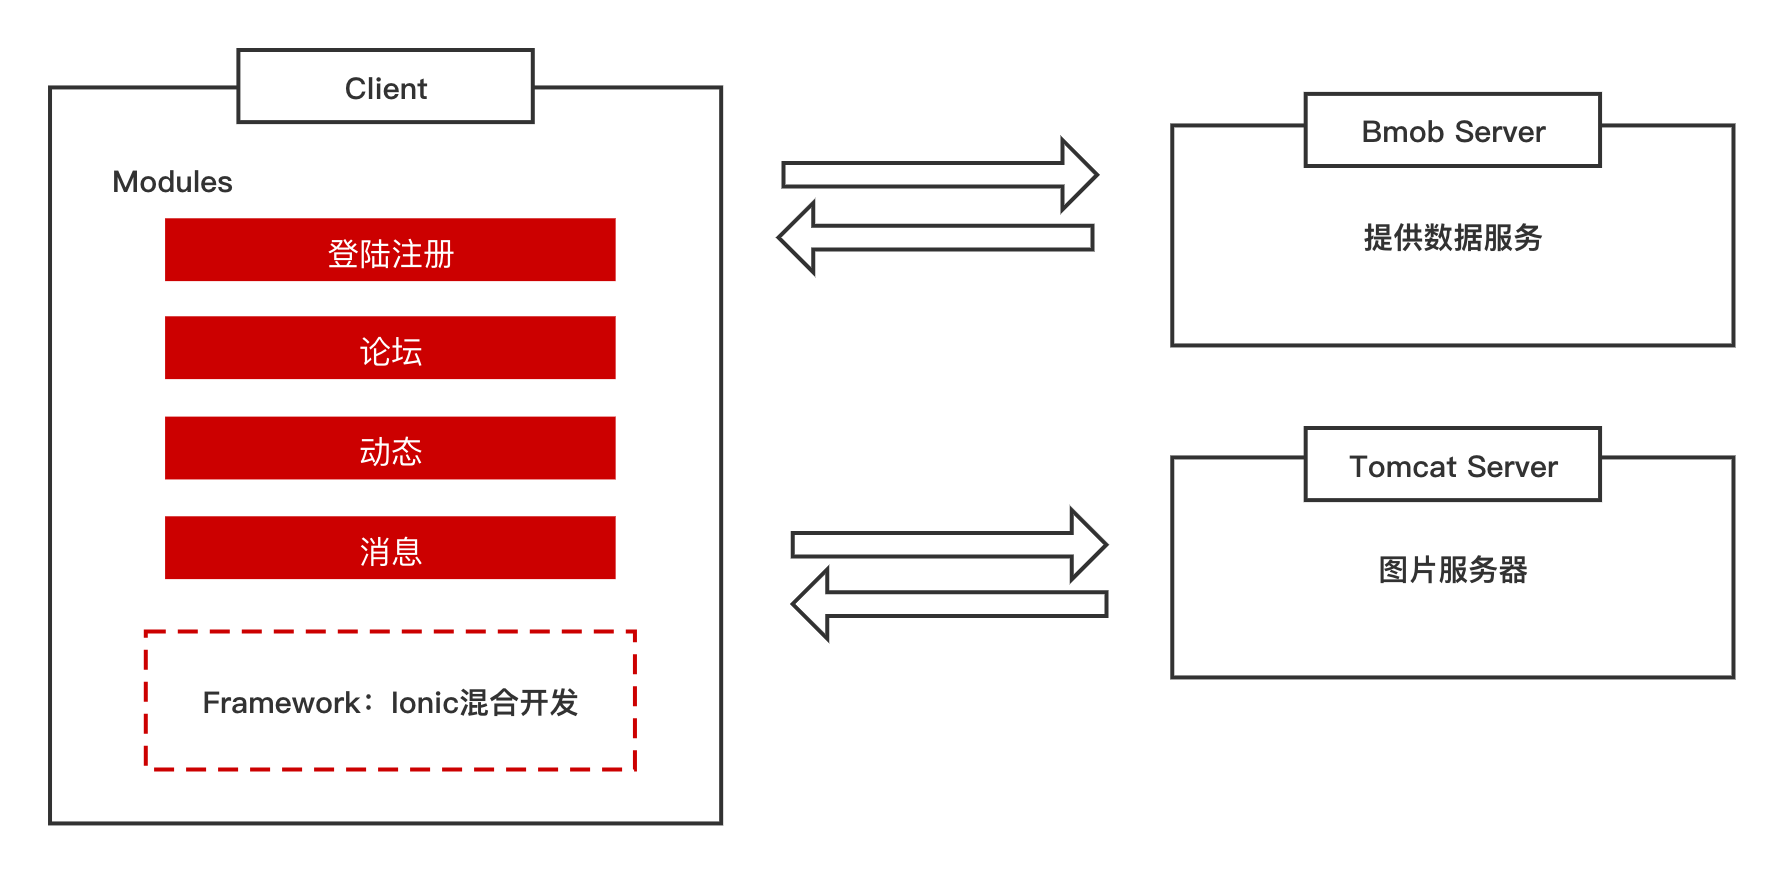 Client
Modules
登陆注册
论坛
动态
消息
Framework：Ionic混合开发
Bmob Server
提供数据服务
Tomcat Server
图片服务器